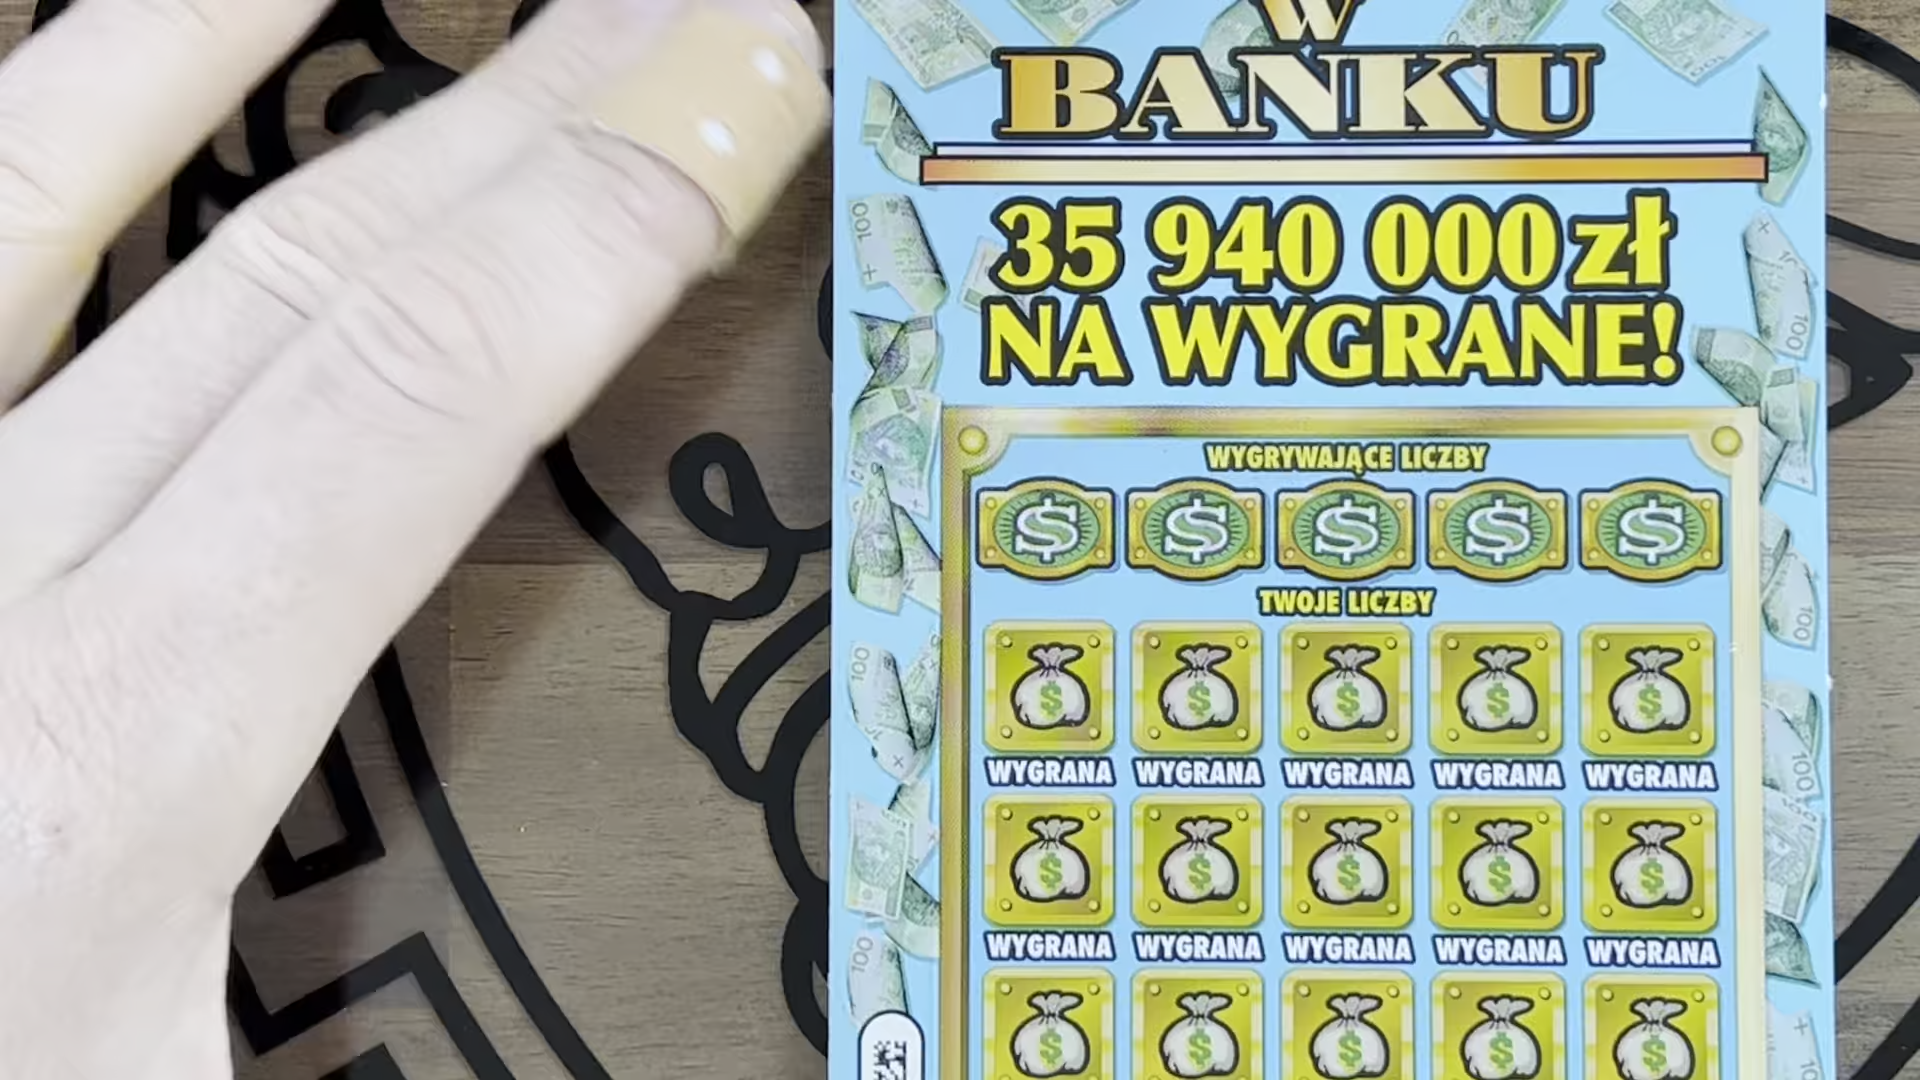 W
BANKU
35 940 000 zł
NA WYGRANE!
WYGRYWAJĄCE LICZBY
TWOJE LICZBY
WYGRANA WYGRANA WYGRANA WYGRANA WYGRANA
WYGRANA WYGRANA WYGRANA WYGRANA WYGRANA